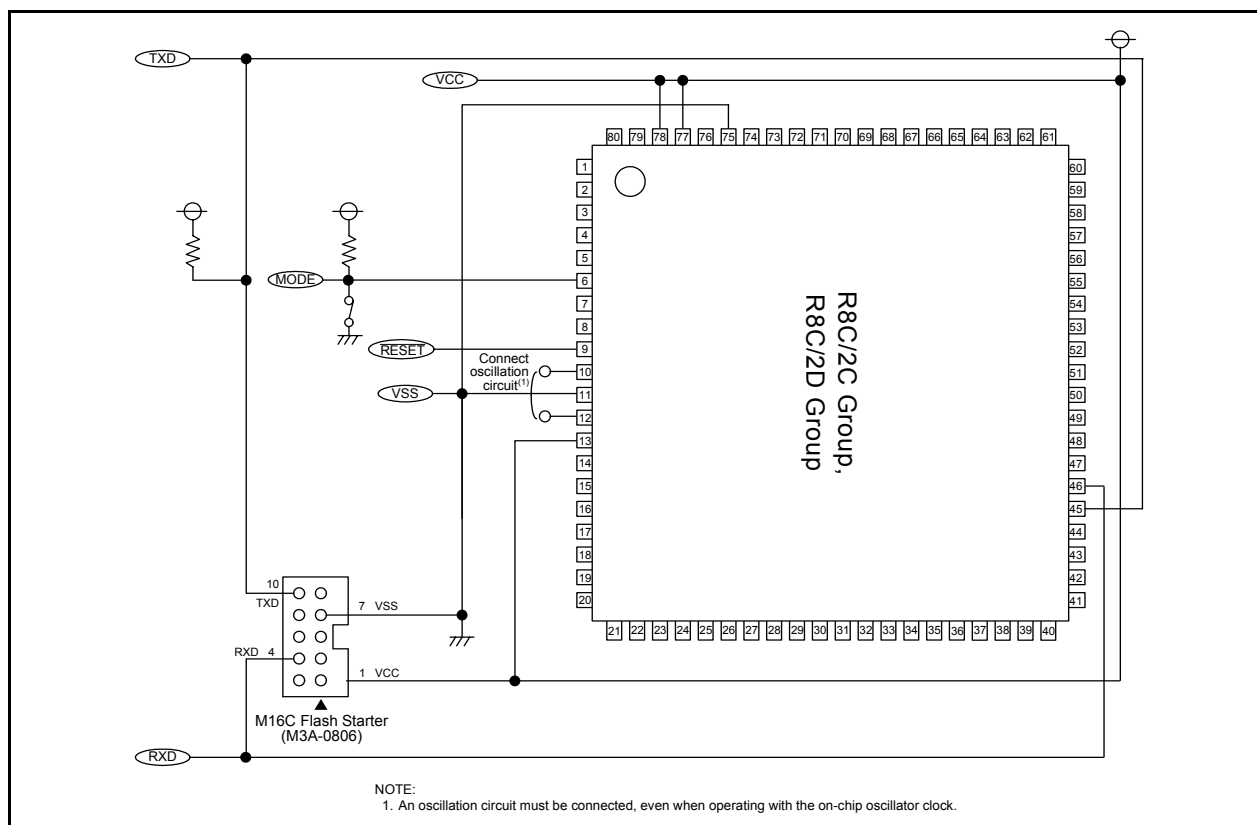 TXD
VCC
80 79 78 77 76 75 74 73 72 71 70 69 68 67 66 65 64 63 62 61
1
2
3
4
5
6
7
8
9
10
11
12
13
14
15
16
17
18
19
20
60
59
58
57
56
55
54
53
52
51
50
49
48
47
46
45
44
43
42
41
21 22 23 24 25 26 27 28 29 30 31 32 33 34 35 36 37 38 39 40
R8C/2C Group,
R8C/2D Group
MODE
RESET
Connect
oscillation
circuit(1)
VSS
10
TXD
7 VSS
RXD 4
1 VCC
M16C Flash Starter
(M3A-0806)
RXD
NOTE:
1. An oscillation circuit must be connected, even when operating with the on-chip oscillator clock.